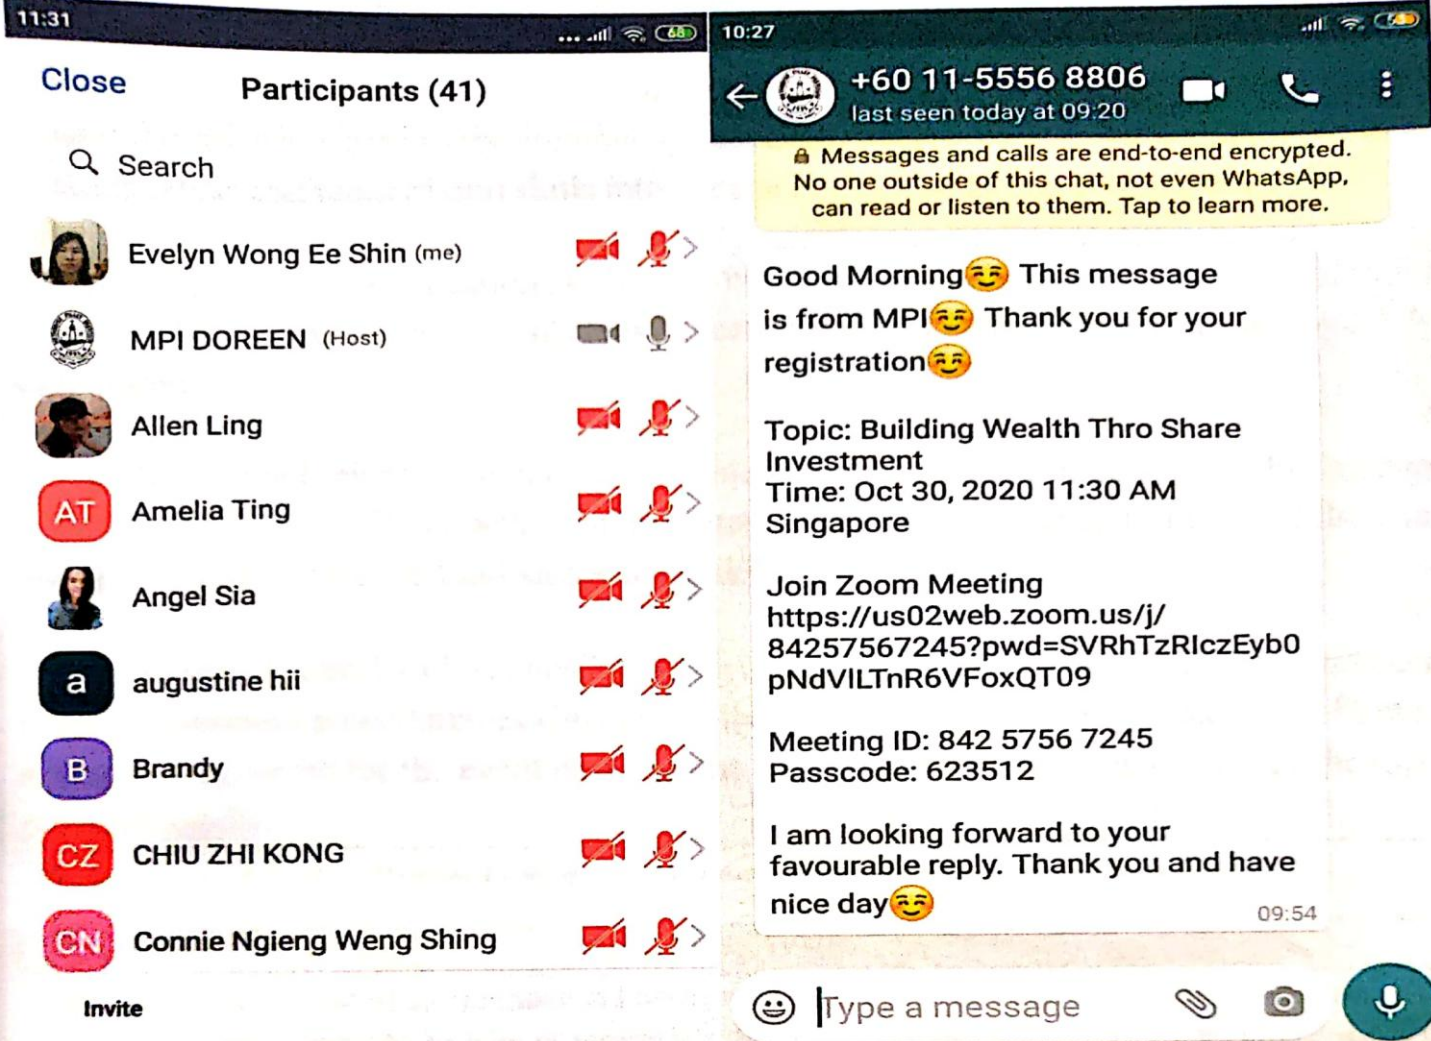 11:31
68
Close
Participants (41)
Search
Evelyn Wong Ee Shin (me)
MPI DOREEN (Host)
Allen Ling
AT
Amelia Ting
Angel Sia
a
augustine hii
B
Brandy
CZ
CHIU ZHI KONG
CN
Connie Ngieng Weng Shing
Invite
10:27
+60 11-5556 8806
last seen today at 09:20
Messages and calls are end-to-end encrypted.
No one outside of this chat, not even WhatsApp,
can read or listen to them. Tap to learn more.
Good Morning😊 This message
is from MPI😊 Thank you for your
registration😊
Topic: Building Wealth Thro Share
Investment
Time: Oct 30, 2020 11:30 AM
Singapore
Join Zoom Meeting
https://us02web.zoom.us/j/
84257567245?pwd=SVRhTzRIczEyb0
pNdVlLTnR6VFoxQT09
Meeting ID: 842 5756 7245
Passcode: 623512
I am looking forward to your
favourable reply. Thank you and have
nice day😊
09:54
Type a message